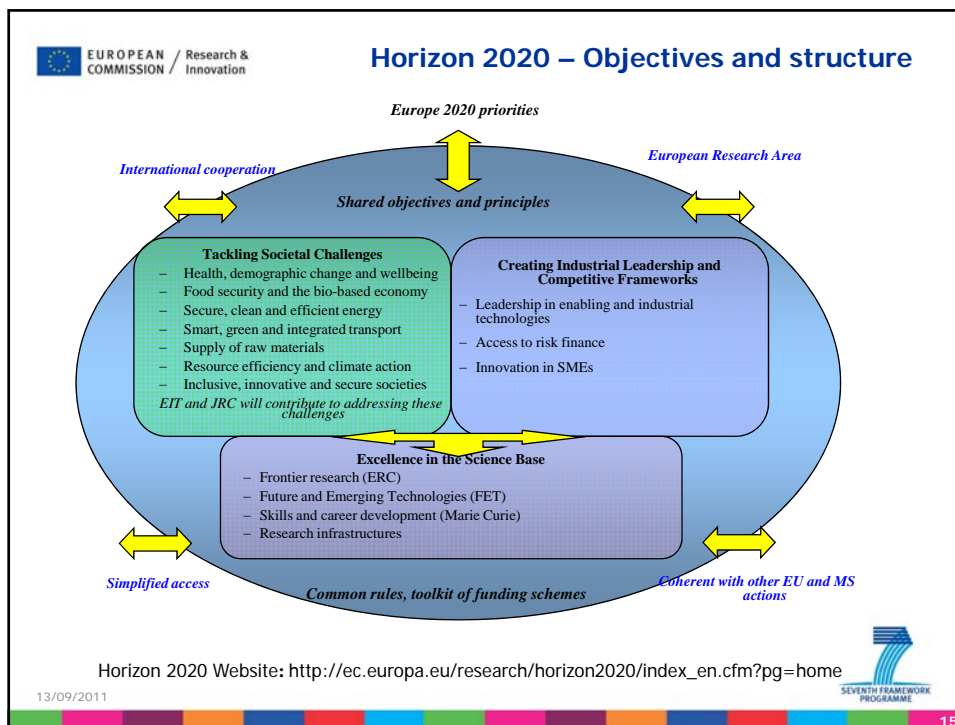 EUROPEAN COMMISSION / Research & Innovation
Horizon 2020 – Objectives and structure
Europe 2020 priorities
International cooperation
European Research Area
Shared objectives and principles
Tackling Societal Challenges
– Health, demographic change and wellbeing
– Food security and the bio-based economy
– Secure, clean and efficient energy
– Smart, green and integrated transport
– Supply of raw materials
– Resource efficiency and climate action
– Inclusive, innovative and secure societies
EIT and JRC will contribute to addressing these
challenges
Creating Industrial Leadership and
Competitive Frameworks
– Leadership in enabling and industrial
technologies
– Access to risk finance
– Innovation in SMEs
Excellence in the Science Base
– Frontier research (ERC)
– Future and Emerging Technologies (FET)
– Skills and career development (Marie Curie)
– Research infrastructures
Simplified access
Common rules, toolkit of funding schemes
Coherent with other EU and MS
actions
Horizon 2020 Website: http://ec.europa.eu/research/horizon2020/index_en.cfm?pg=home
SEVENTH FRAMEWORK
PROGRAMME
13/09/2011
15